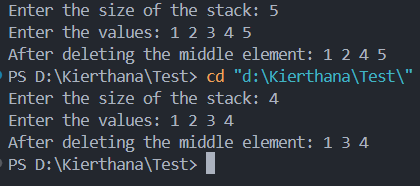 Enter the size of the stack: 5
Enter the values: 1 2 3 4 5
After deleting the middle element: 1 2 4 5
PS D:\Kierthana\Test> cd "d:\Kierthana\Test\"
Enter the size of the stack: 4
Enter the values: 1 2 3 4
After deleting the middle element: 1 3 4
PS D:\Kierthana\Test>